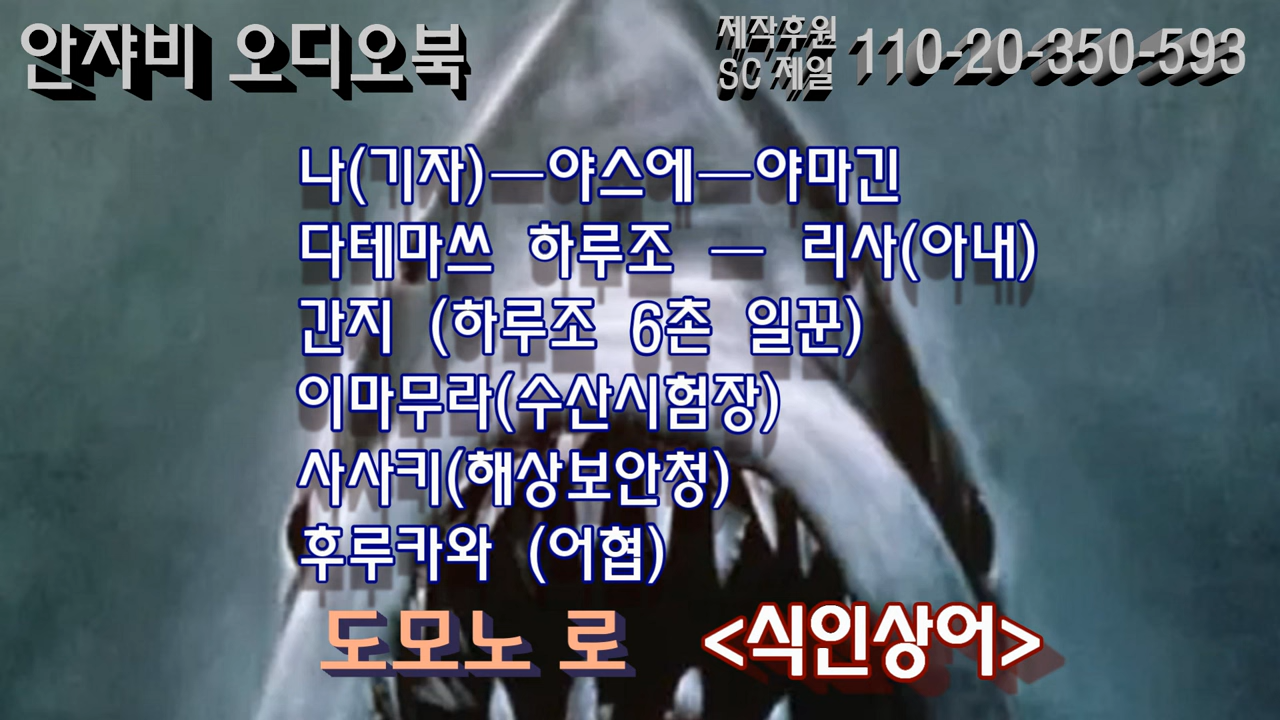 안쟈비 오디오북
제작후원
SC 제일
110-20-350-593
나(기자)—야스에—야마긴
다테마쓰 하루조 — 리사(아내)
간지 (하루조 6촌 일꾼)
이마무라(수산시험장)
사사키(해상보안청)
후루카와 (어협)
도모노 로 <식인상어>